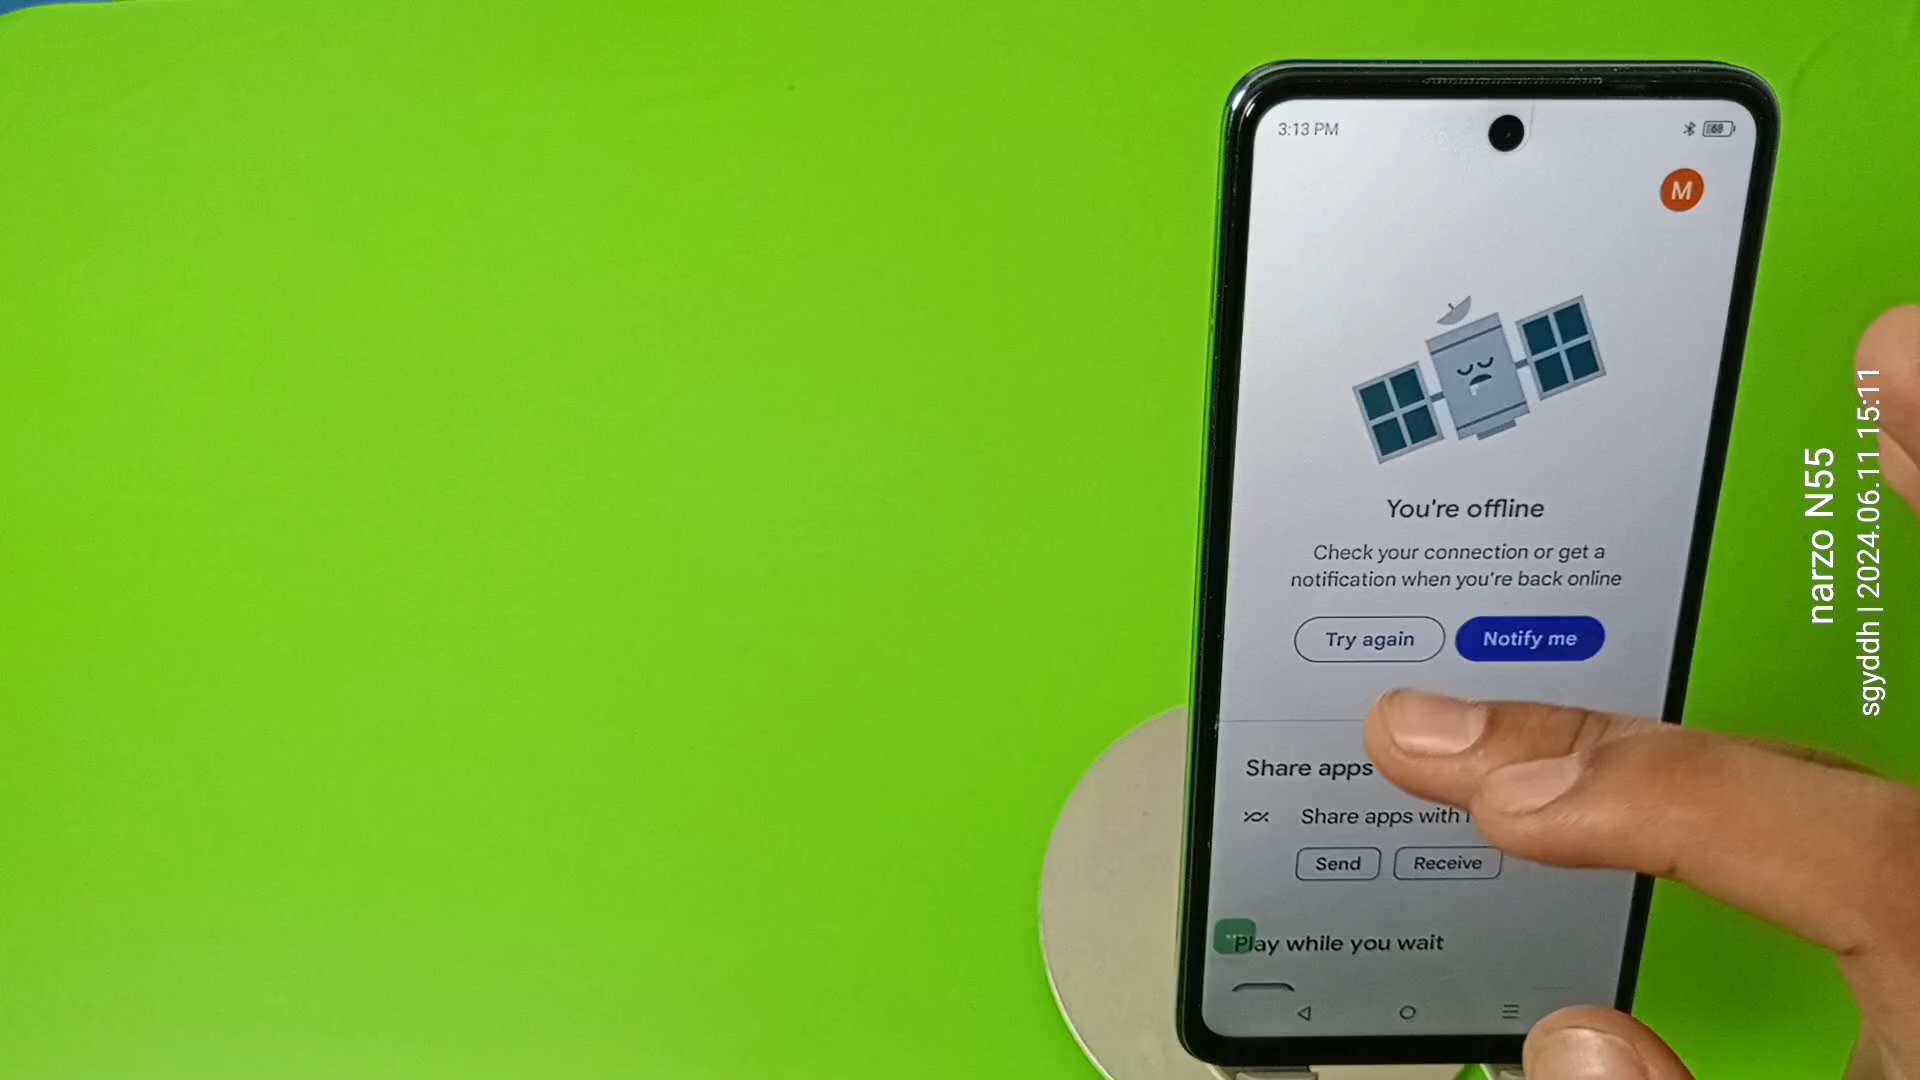 3:13 PM
68
M
You're offline
Check your connection or get a
notification when you're back online
Try again
Notify me
Share apps
Share apps with
Send
Receive
Play while you wait
narzo N55
sgyddh | 2024.06.11 15:11